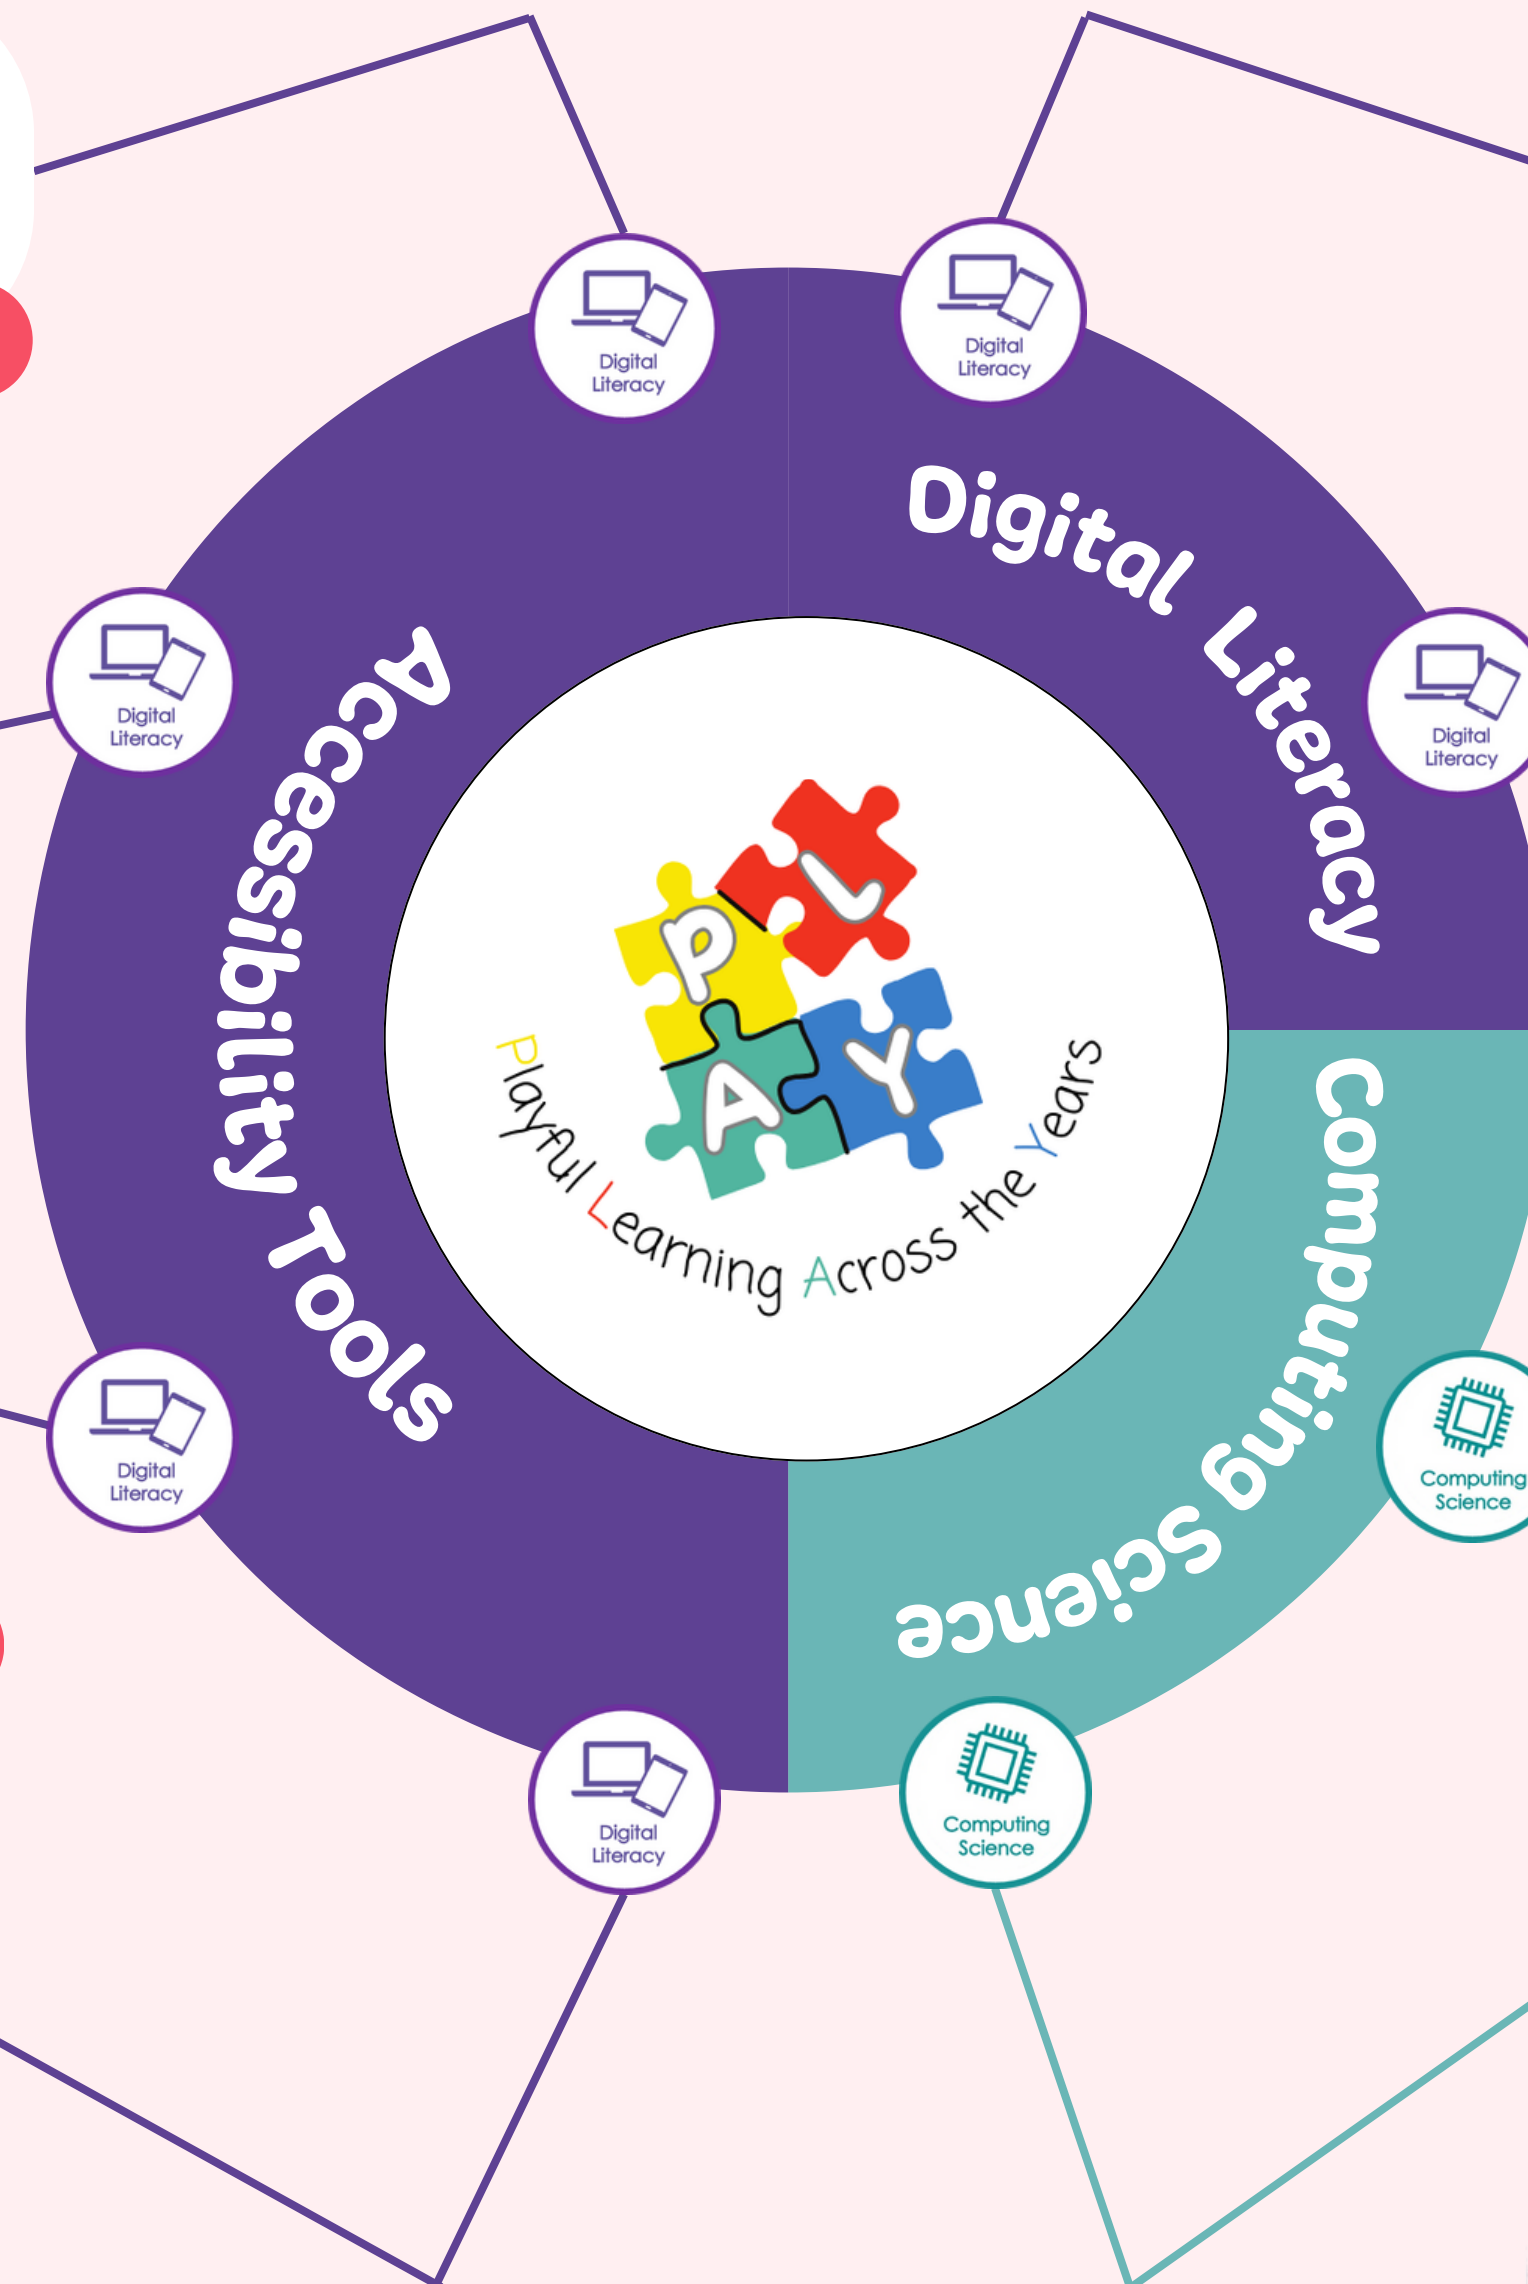 Digital
Literacy
Digital
Literacy
Digital Literacy
Digital
Literacy
Digital
Literacy
Accessibility Tools
P
L
A
Y
Playful Learning Across the Years
Computing Science
Digital
Literacy
Computing
Science
Digital
Literacy
Computing
Science